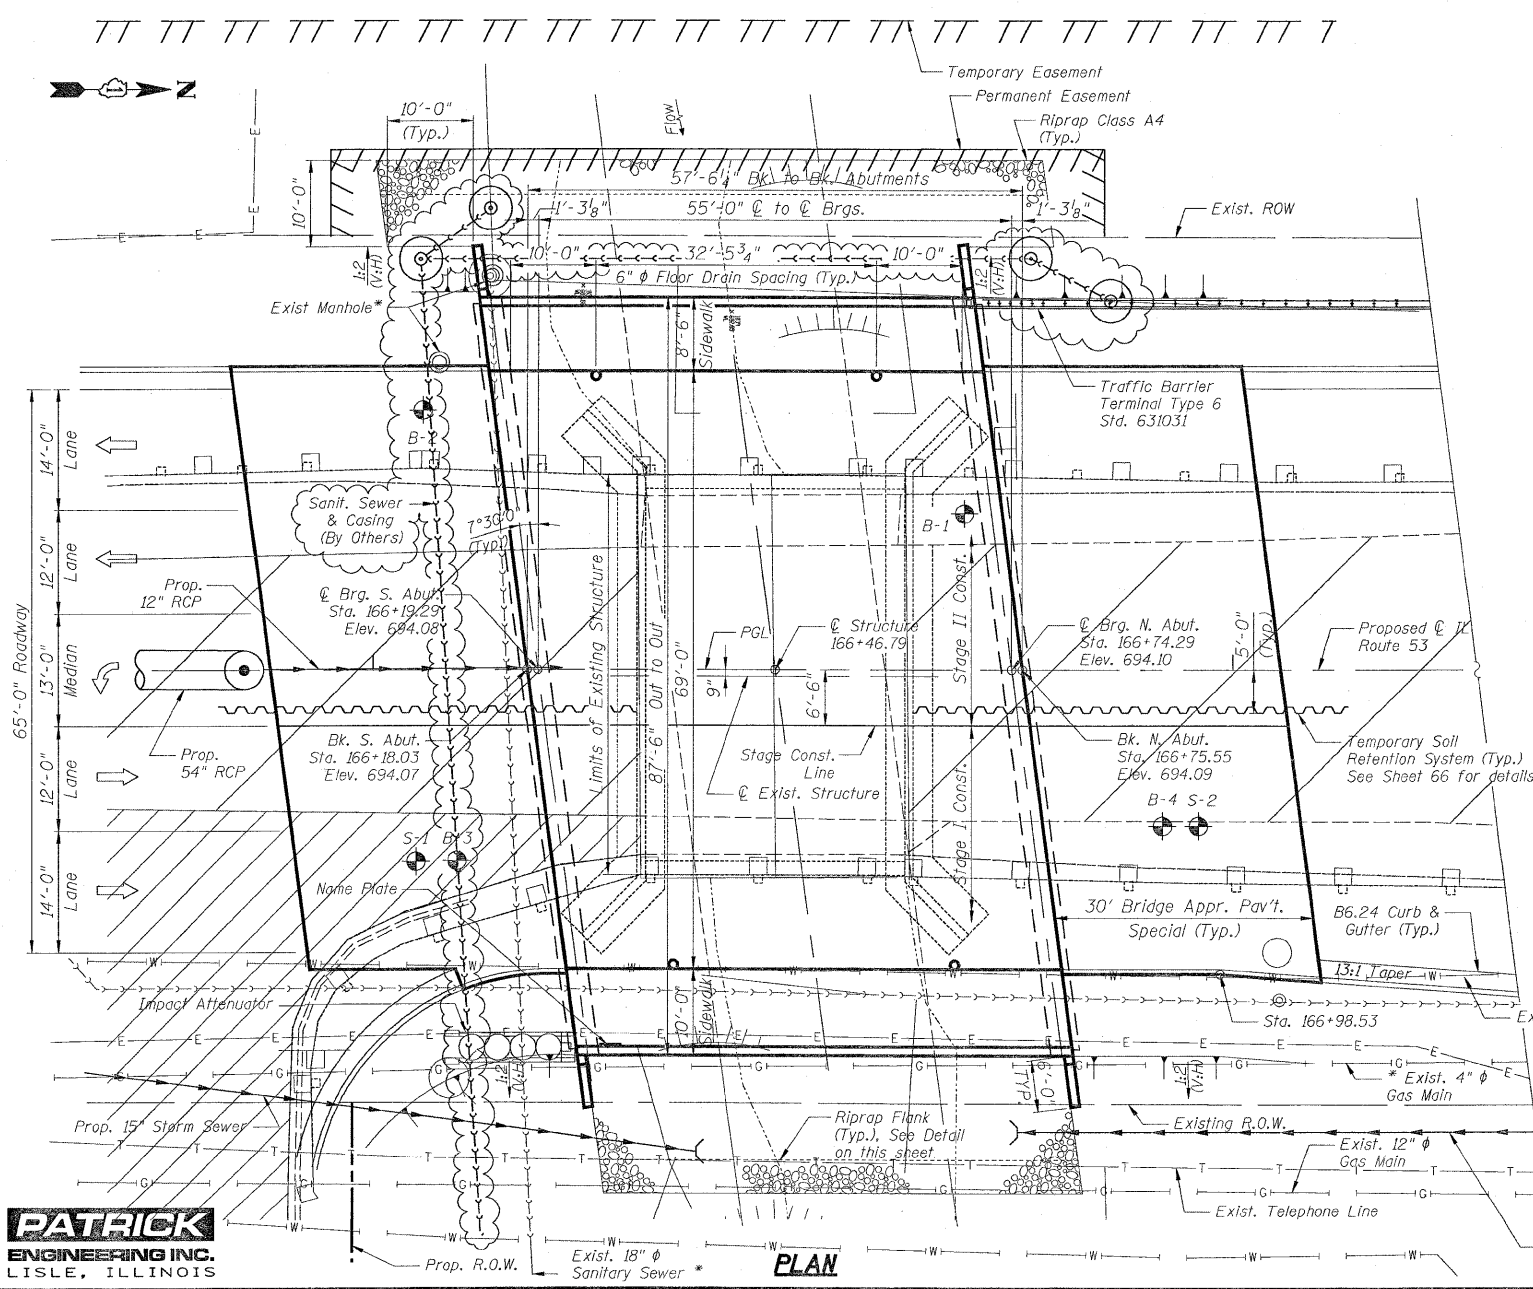 Temporary Easement
Permanent Easement
Riprap Class A4
(Typ.)
N
10'-0"
(Typ.)
Flow
10'-0"
57'-6¼" Bk. to Bk. Abutments
1'-3⅛"
55'-0" ℄ to ℄ Brgs.
1'-3⅛"
Exist. ROW
E
E
E
E
10'-0"
32'-5¾"
10'-0"
1:2
(V:H)
1:2
(V:H)
6" ϕ Floor Drain Spacing (Typ.)
Exist Manhole*
8'-6"
Sidewalk
Traffic Barrier
Terminal Type 6
Std. 631031
14'-0"
Lane
Sanit. Sewer
& Casing
(By Others)
7°30'0"
(Typ.)
B-1
12'-0"
Lane
Prop.
12" RCP
℄ Brg. S. Abut.
Sta. 166+19.29
Elev. 694.08
Limits of Existing Structure
87'-6" Out to Out
69'-0"
PGL
℄ Structure
166+46.79
Stage II Const.
℄ Brg. N. Abut.
Sta. 166+74.29
Elev. 694.10
5'-0"
(Typ.)
Proposed ℄ IL
Route 53
65'-0" Roadway
13'-0"
Median
9"
6'-6"
Prop.
54" RCP
Bk. S. Abut.
Sta. 166+18.03
Elev. 694.07
Stage Const.
Line
℄ Exist. Structure
Bk. N. Abut.
Sta. 166+75.55
Elev. 694.09
Temporary Soil
Retention System (Typ.)
See Sheet 66 for details
12'-0"
Lane
B-4 S-2
S-1 B-3
Stage I Const.
14'-0"
Lane
Name Plate
30' Bridge Appr. Pav't.
Special (Typ.)
B6.24 Curb &
Gutter (Typ.)
13:1 Taper
Impact Attenuator
10'-0"
Sidewalk
Sta. 166+98.53
Ex
1:2
(V:H)
1:2
(V:H)
6'-0"
(Typ.)
* Exist. 4" ϕ
Gas Main
Prop. 15" Storm Sewer
Riprap Flank
(Typ.), See Detail
on this sheet
Existing R.O.W.
Exist. 12" ϕ
Gas Main
Exist. Telephone Line
PATRICK
ENGINEERING INC.
LISLE, ILLINOIS
Prop. R.O.W.
Exist. 18" ϕ
Sanitary Sewer *
PLAN